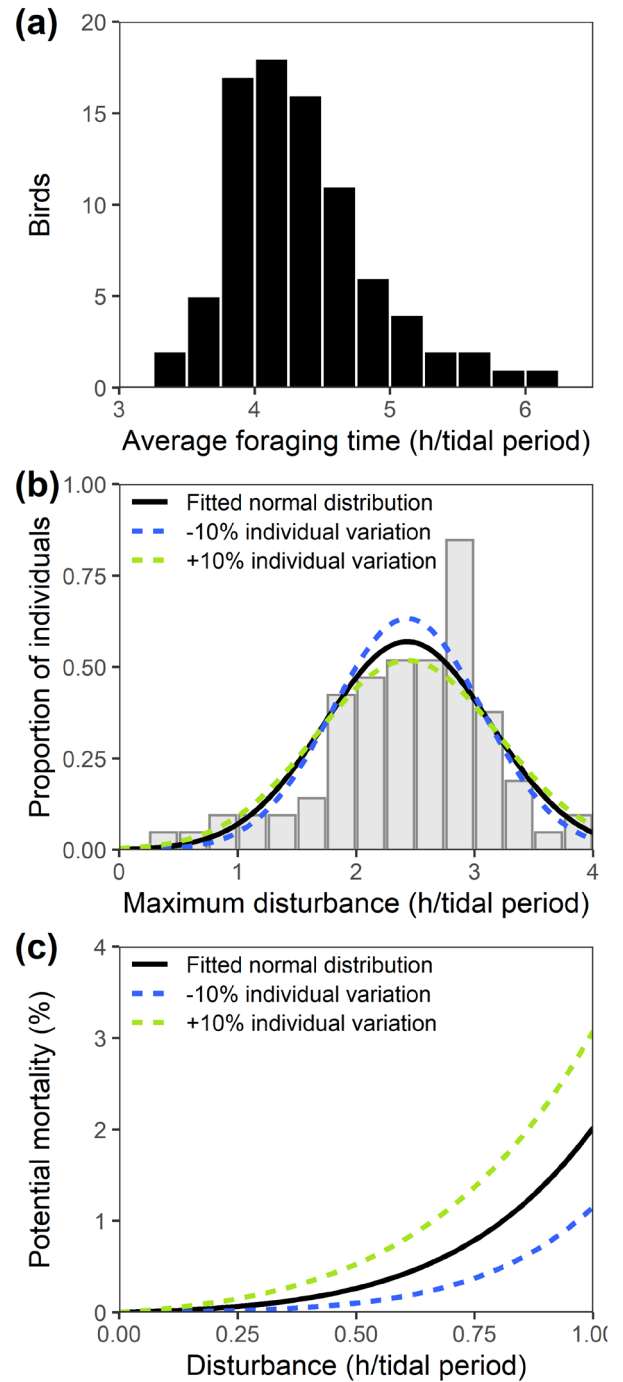 (a)
20
15
10
5
0
Birds
3 4 5 6
Average foraging time (h/tidal period)
(b)
1.00
0.75
0.50
0.25
0.00
Proportion of individuals
Fitted normal distribution
-10% individual variation
+10% individual variation
0 1 2 3 4
Maximum disturbance (h/tidal period)
(c)
4
3
2
1
0
Potential mortality (%)
Fitted normal distribution
-10% individual variation
+10% individual variation
0.00 0.25 0.50 0.75 1.00
Disturbance (h/tidal period)